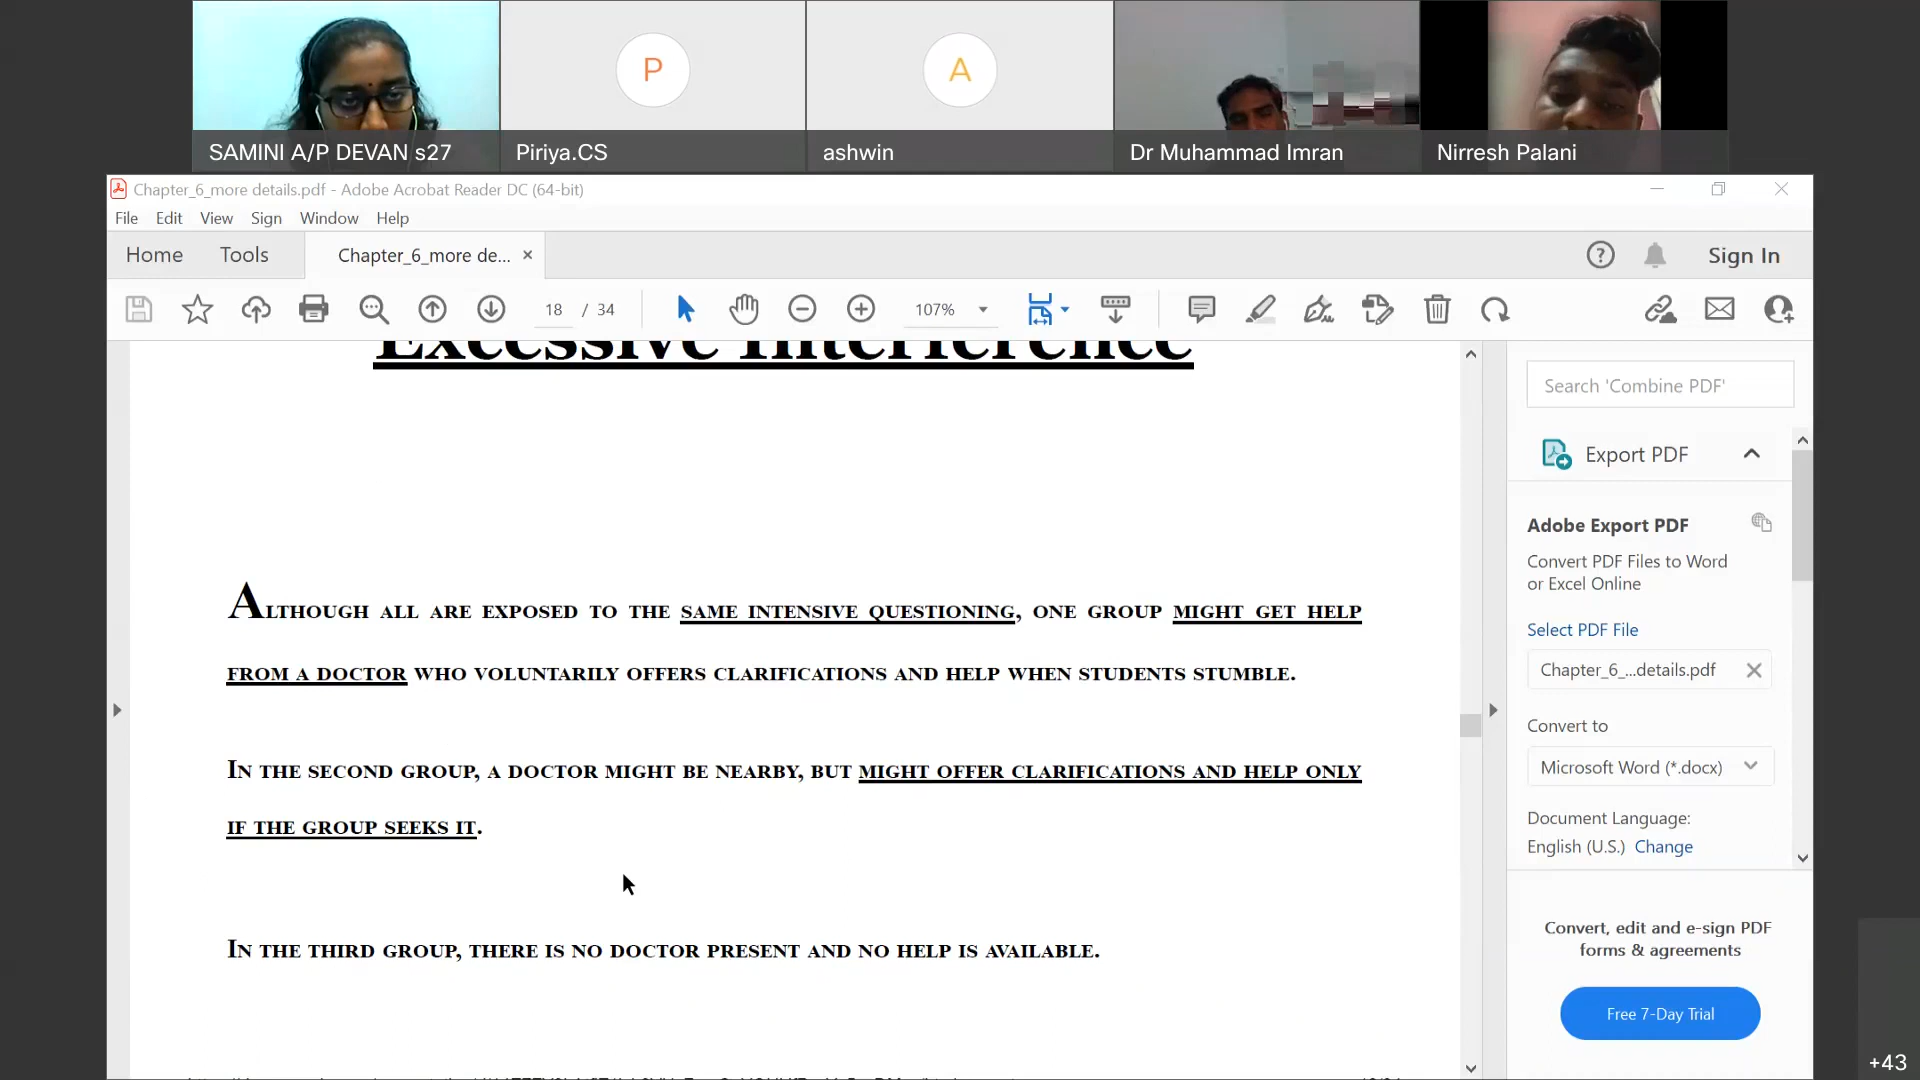 P
A
SAMINI A/P DEVAN s27
Piriya.CS
ashwin
Dr Muhammad Imran
Nirresh Palani
Chapter_6_more details.pdf - Adobe Acrobat Reader DC (64-bit)
File Edit View Sign Window Help
Home Tools Chapter_6_more de... × Sign In
18 / 34 107%
Excessive Interference
Search 'Combine PDF'
Export PDF
Adobe Export PDF
Convert PDF Files to Word
or Excel Online
Select PDF File
Chapter_6_...details.pdf
Convert to
Microsoft Word (*.docx)
Document Language:
English (U.S.) Change
Convert, edit and e-sign PDF
forms & agreements
Free 7-Day Trial
ALTHOUGH ALL ARE EXPOSED TO THE SAME INTENSIVE QUESTIONING, ONE GROUP MIGHT GET HELP
FROM A DOCTOR WHO VOLUNTARILY OFFERS CLARIFICATIONS AND HELP WHEN STUDENTS STUMBLE.
IN THE SECOND GROUP, A DOCTOR MIGHT BE NEARBY, BUT MIGHT OFFER CLARIFICATIONS AND HELP ONLY
IF THE GROUP SEEKS IT.
IN THE THIRD GROUP, THERE IS NO DOCTOR PRESENT AND NO HELP IS AVAILABLE.
+43